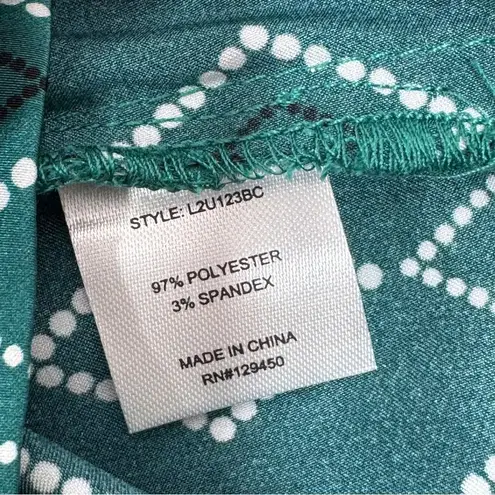 STYLE: L2U123BC
97% POLYESTER
3% SPANDEX
MADE IN CHINA
RN#129450